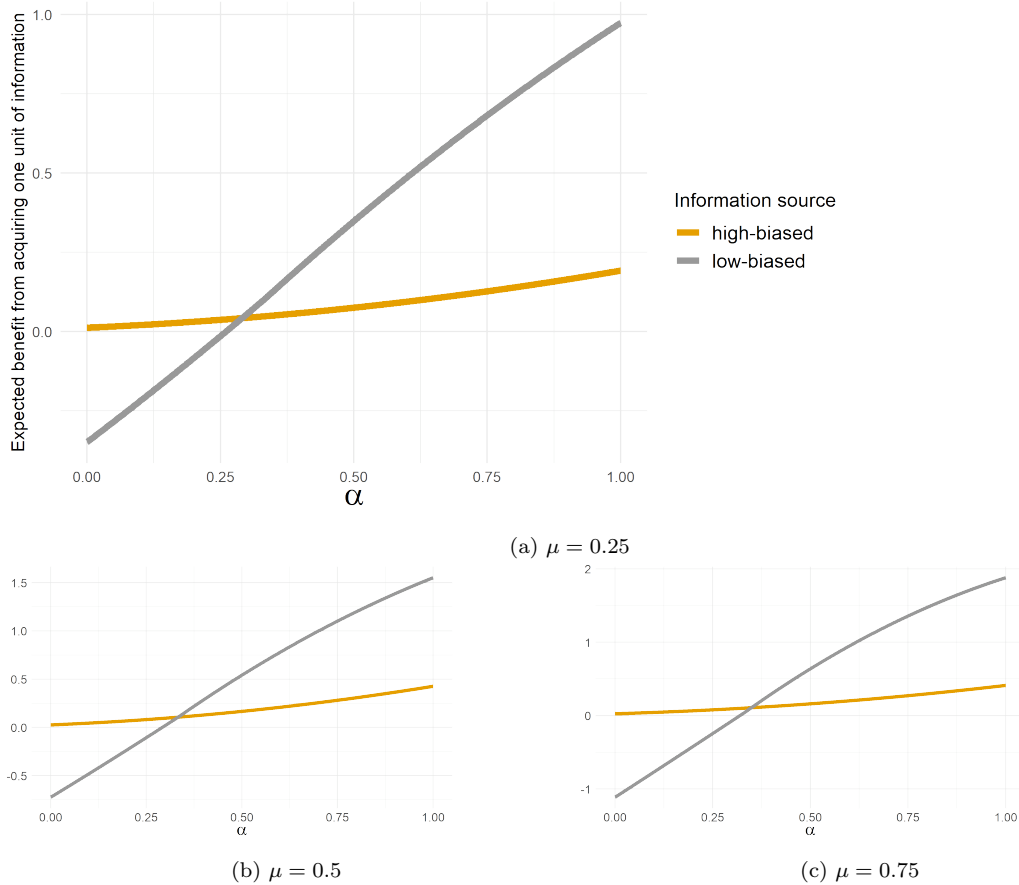 Expected benefit from acquiring one unit of information
1.0
0.5
0.0
0.00 0.25 0.50 0.75 1.00
α
Information source
high-biased
low-biased
(a) μ = 0.25
1.5
1.0
0.5
0.0
-0.5
0.00 0.25 0.50 0.75 1.00
α
(b) μ = 0.5
2
1
0
-1
0.00 0.25 0.50 0.75 1.00
α
(c) μ = 0.75